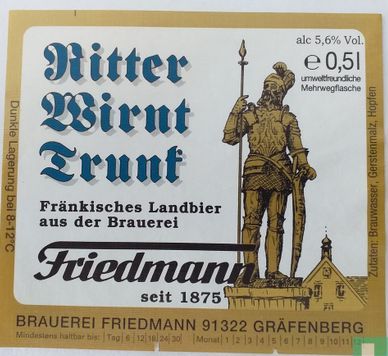 Ritter
Wirnt
Trunk
Fränkisches Landbier
aus der Brauerei
Friedmann
seit 1875
alc 5,6% Vol.
e 0,5l
umweltfreundliche
Mehrwegflasche
Dunkle Lagerung bei 8-12°C
Zutaten: Brauwasser, Gerstenmalz, Hopfen
BRAUEREI FRIEDMANN 91322 GRÄFENBERG
Mindestens haltbar bis: Tag 6 12 18 24 30 Monat 1 2 3 4 5 6 7 8 9 10 11 12